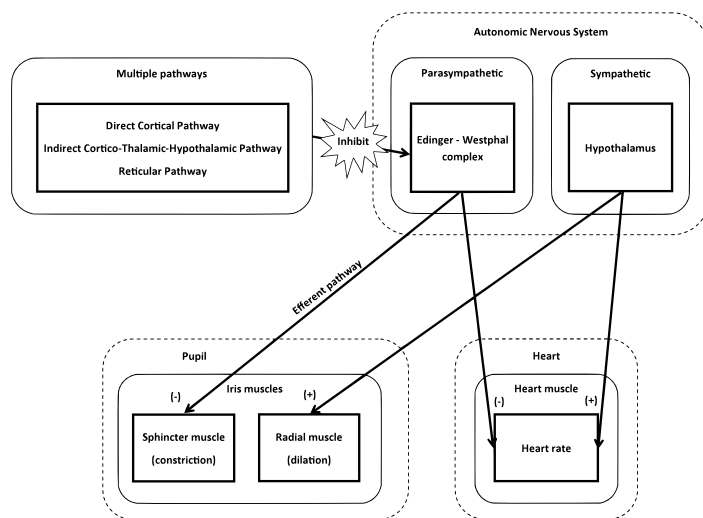 Autonomic Nervous System
Multiple pathways
Parasympathetic
Sympathetic
Direct Cortical Pathway
Indirect Cortico-Thalamic-Hypothalamic Pathway
Reticular Pathway
Inhibit
Edinger - Westphal
complex
Hypothalamus
Efferent pathway
Pupil
Heart
Iris muscles
Heart muscle
(-)
(+)
(-)
(+)
Sphincter muscle
(constriction)
Radial muscle
(dilation)
Heart rate